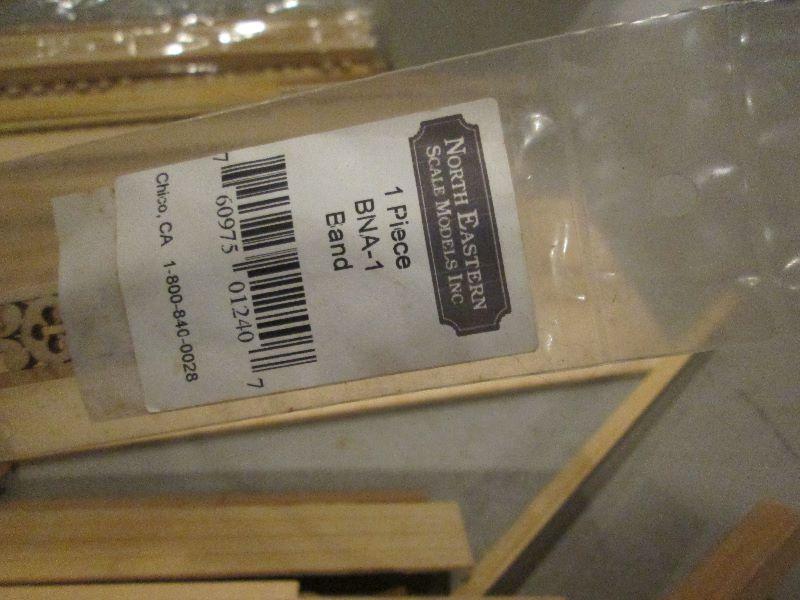 NORTH EASTERN
SCALE MODELS INC
1 Piece
BNA-1
Band
7 60975 01240 7
Chico, CA 1-800-840-0028